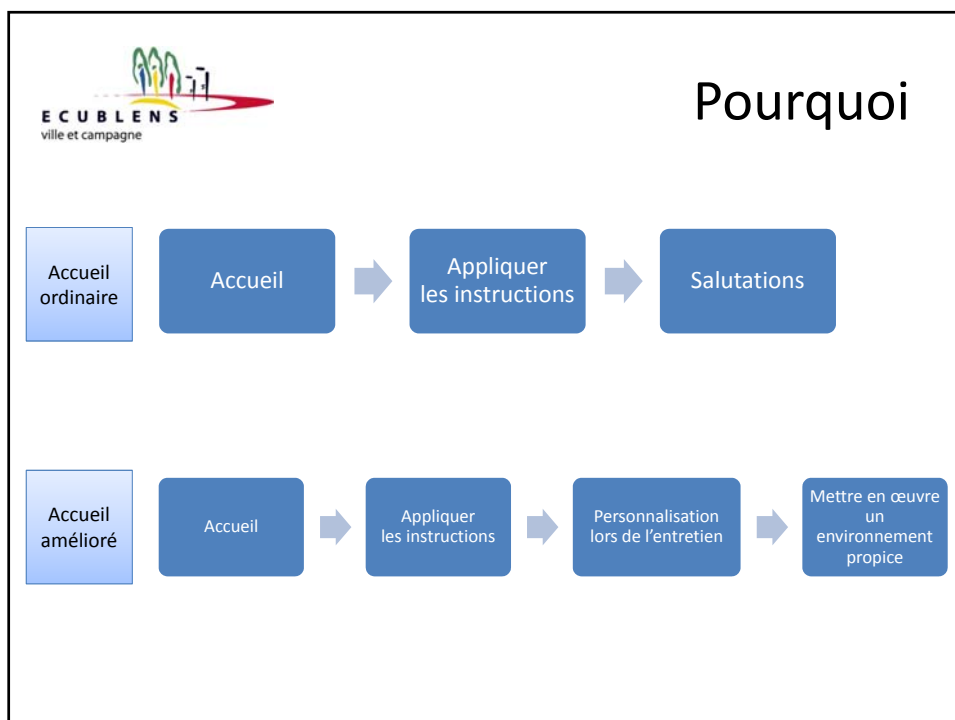 ECUBLENS
ville et campagne
Pourquoi
Accueil
ordinaire
Accueil
Appliquer
les instructions
Salutations
Accueil
amélioré
Accueil
Appliquer
les instructions
Personnalisation
lors de l'entretien
Mettre en œuvre
un
environnement
propice